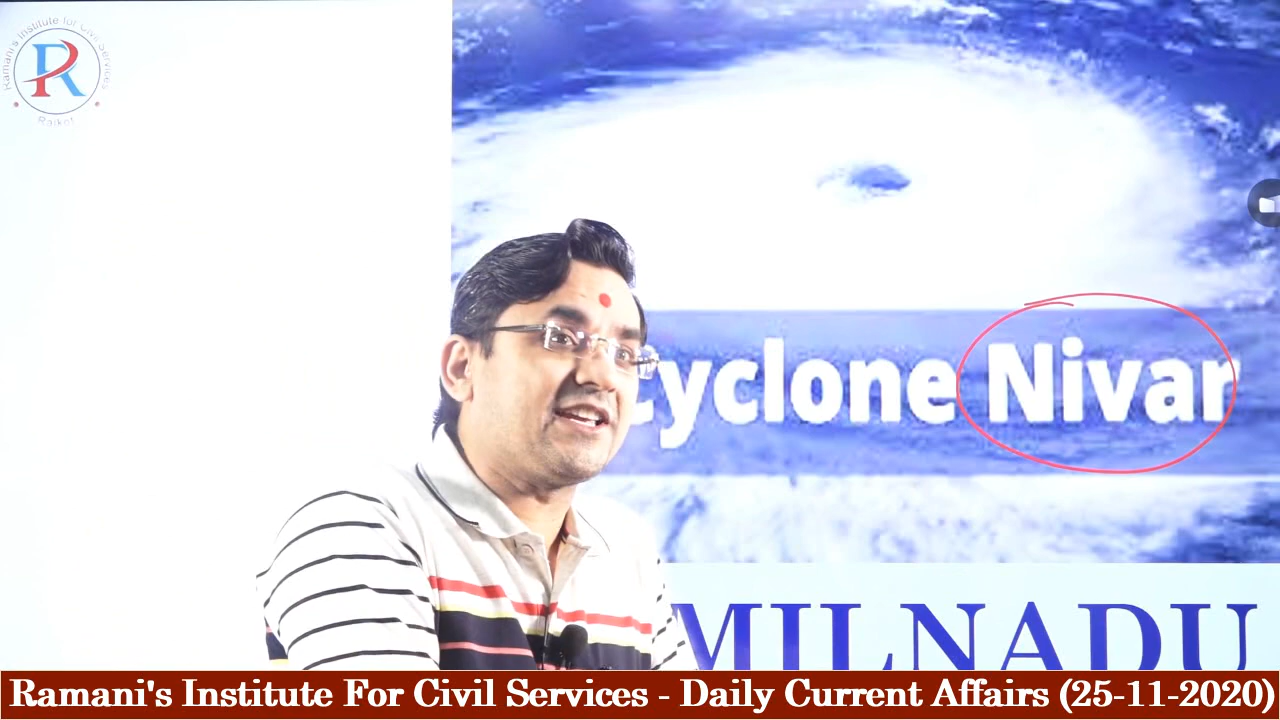 Ramani's Institute for Civil Services
R
Rajkot
Cyclone Nivar
MILNADU
Ramani's Institute For Civil Services - Daily Current Affairs (25-11-2020)